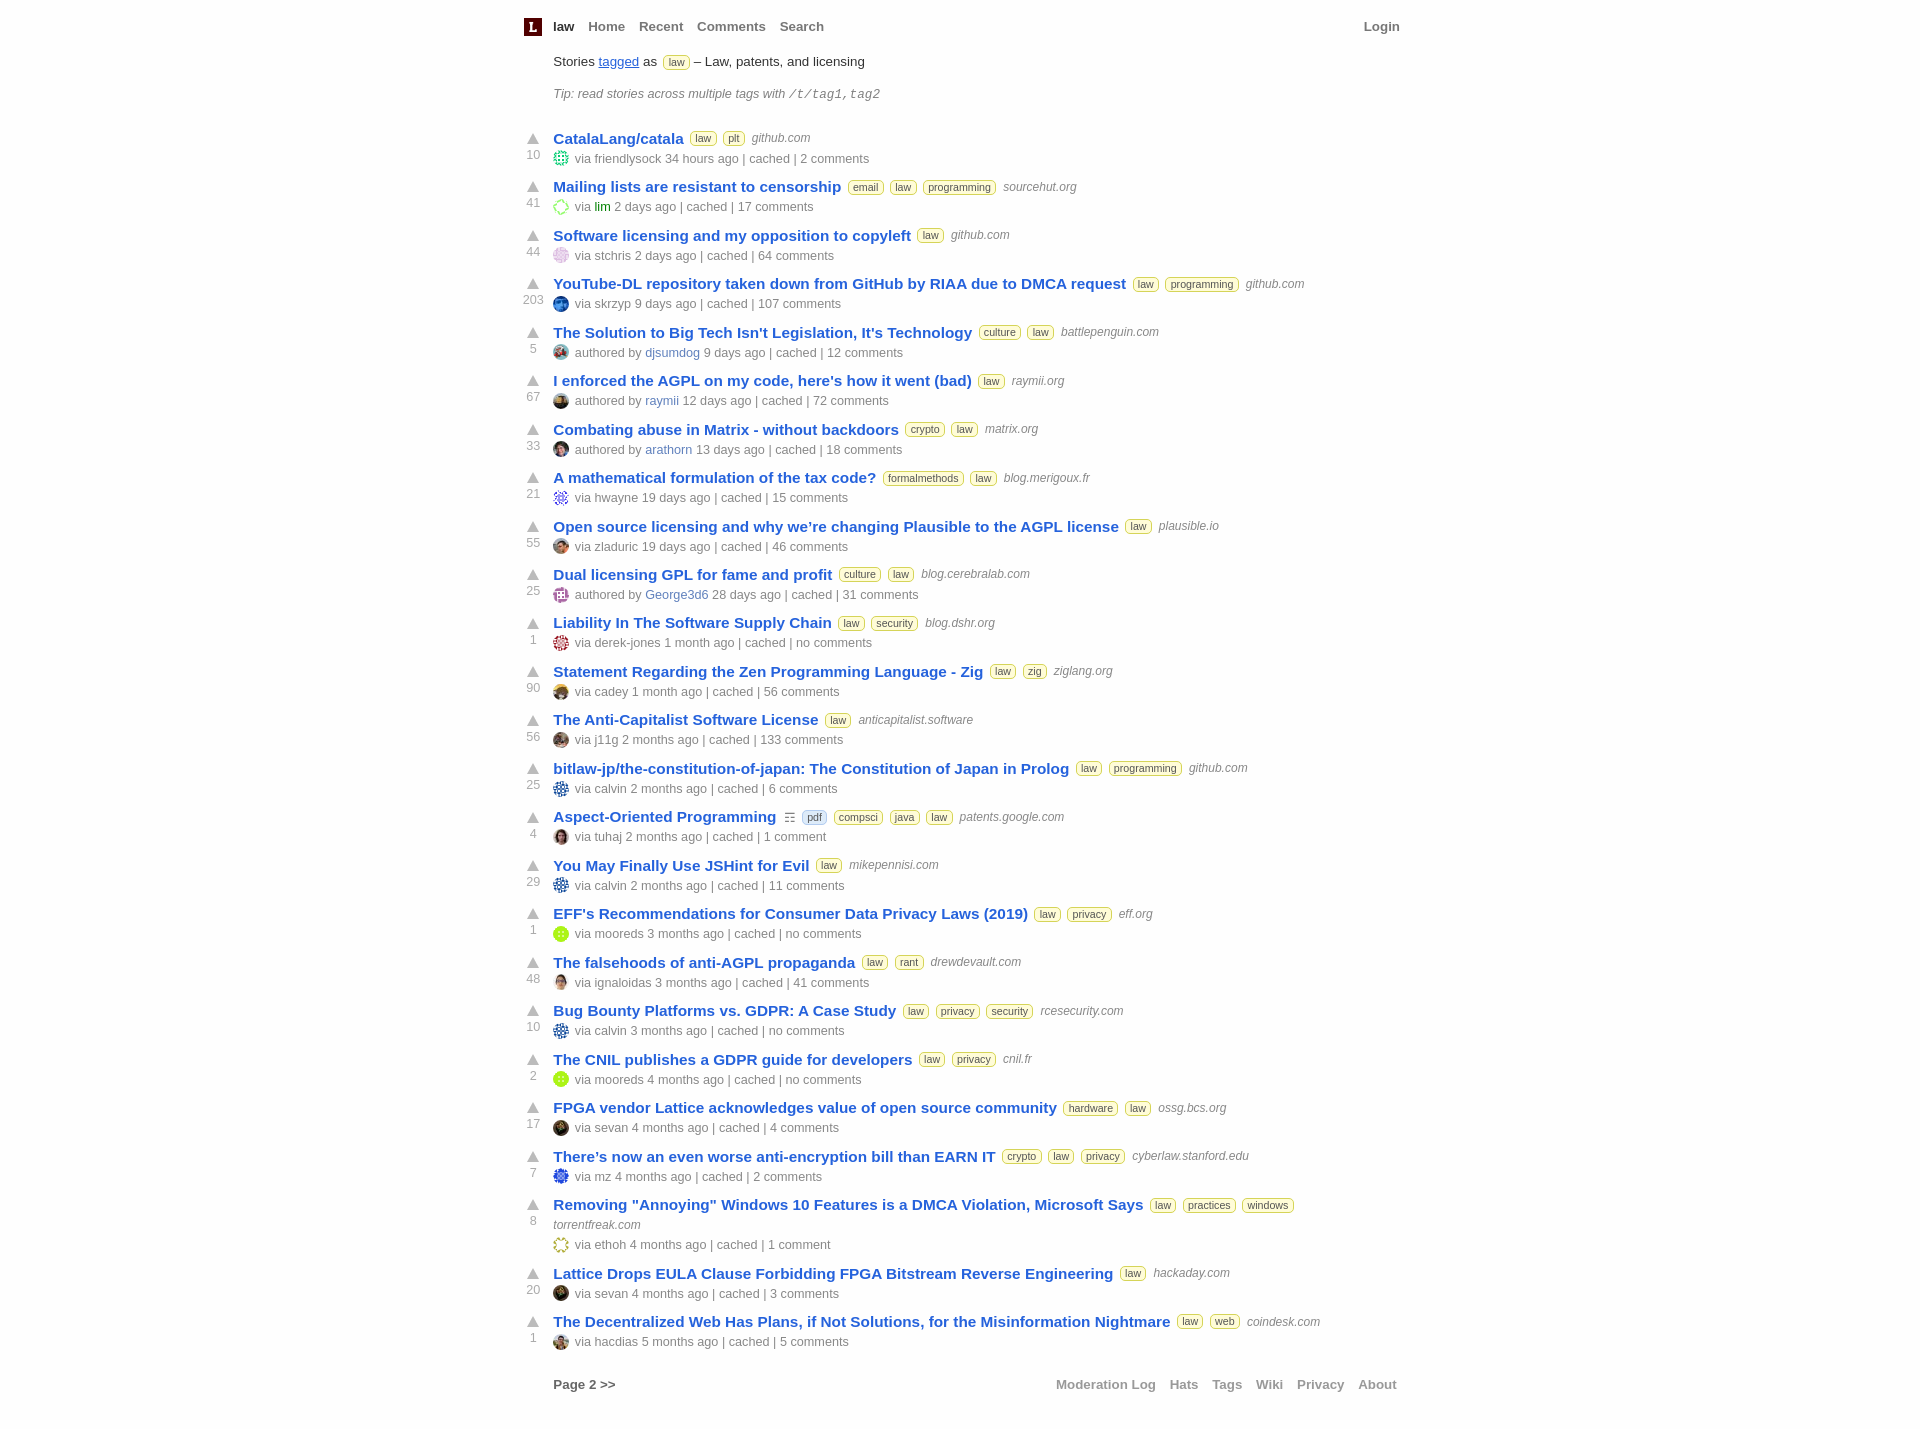 L law Home Recent Comments Search Login
Stories tagged as law – Law, patents, and licensing
Tip: read stories across multiple tags with /t/tag1,tag2
CatalaLang/catala law plt github.com
10 via friendlysock 34 hours ago | cached | 2 comments
Mailing lists are resistant to censorship email law programming sourcehut.org
41 via lim 2 days ago | cached | 17 comments
Software licensing and my opposition to copyleft law github.com
44 via stchris 2 days ago | cached | 64 comments
YouTube-DL repository taken down from GitHub by RIAA due to DMCA request law programming github.com
203 via skrzyp 9 days ago | cached | 107 comments
The Solution to Big Tech Isn't Legislation, It's Technology culture law battlepenguin.com
5 authored by djsumdog 9 days ago | cached | 12 comments
I enforced the AGPL on my code, here's how it went (bad) law raymii.org
67 authored by raymii 12 days ago | cached | 72 comments
Combating abuse in Matrix - without backdoors crypto law matrix.org
33 authored by arathorn 13 days ago | cached | 18 comments
A mathematical formulation of the tax code? formalmethods law blog.merigoux.fr
21 via hwayne 19 days ago | cached | 15 comments
Open source licensing and why we’re changing Plausible to the AGPL license law plausible.io
55 via zladuric 19 days ago | cached | 46 comments
Dual licensing GPL for fame and profit culture law blog.cerebralab.com
25 authored by George3d6 28 days ago | cached | 31 comments
Liability In The Software Supply Chain law security blog.dshr.org
1 via derek-jones 1 month ago | cached | no comments
Statement Regarding the Zen Programming Language - Zig law zig ziglang.org
90 via cadey 1 month ago | cached | 56 comments
The Anti-Capitalist Software License law anticapitalist.software
56 via j11g 2 months ago | cached | 133 comments
bitlaw-jp/the-constitution-of-japan: The Constitution of Japan in Prolog law programming github.com
25 via calvin 2 months ago | cached | 6 comments
Aspect-Oriented Programming ☶ pdf compsci java law patents.google.com
4 via tuhaj 2 months ago | cached | 1 comment
You May Finally Use JSHint for Evil law mikepennisi.com
29 via calvin 2 months ago | cached | 11 comments
EFF's Recommendations for Consumer Data Privacy Laws (2019) law privacy eff.org
1 via mooreds 3 months ago | cached | no comments
The falsehoods of anti-AGPL propaganda law rant drewdevault.com
48 via ignaloidas 3 months ago | cached | 41 comments
Bug Bounty Platforms vs. GDPR: A Case Study law privacy security rcesecurity.com
10 via calvin 3 months ago | cached | no comments
The CNIL publishes a GDPR guide for developers law privacy cnil.fr
2 via mooreds 4 months ago | cached | no comments
FPGA vendor Lattice acknowledges value of open source community hardware law ossg.bcs.org
17 via sevan 4 months ago | cached | 4 comments
There’s now an even worse anti-encryption bill than EARN IT crypto law privacy cyberlaw.stanford.edu
7 via mz 4 months ago | cached | 2 comments
Removing "Annoying" Windows 10 Features is a DMCA Violation, Microsoft Says law practices windows
8 torrentfreak.com
via ethoh 4 months ago | cached | 1 comment
Lattice Drops EULA Clause Forbidding FPGA Bitstream Reverse Engineering law hackaday.com
20 via sevan 4 months ago | cached | 3 comments
The Decentralized Web Has Plans, if Not Solutions, for the Misinformation Nightmare law web coindesk.com
1 via hacdias 5 months ago | cached | 5 comments
Page 2 >> Moderation Log Hats Tags Wiki Privacy About